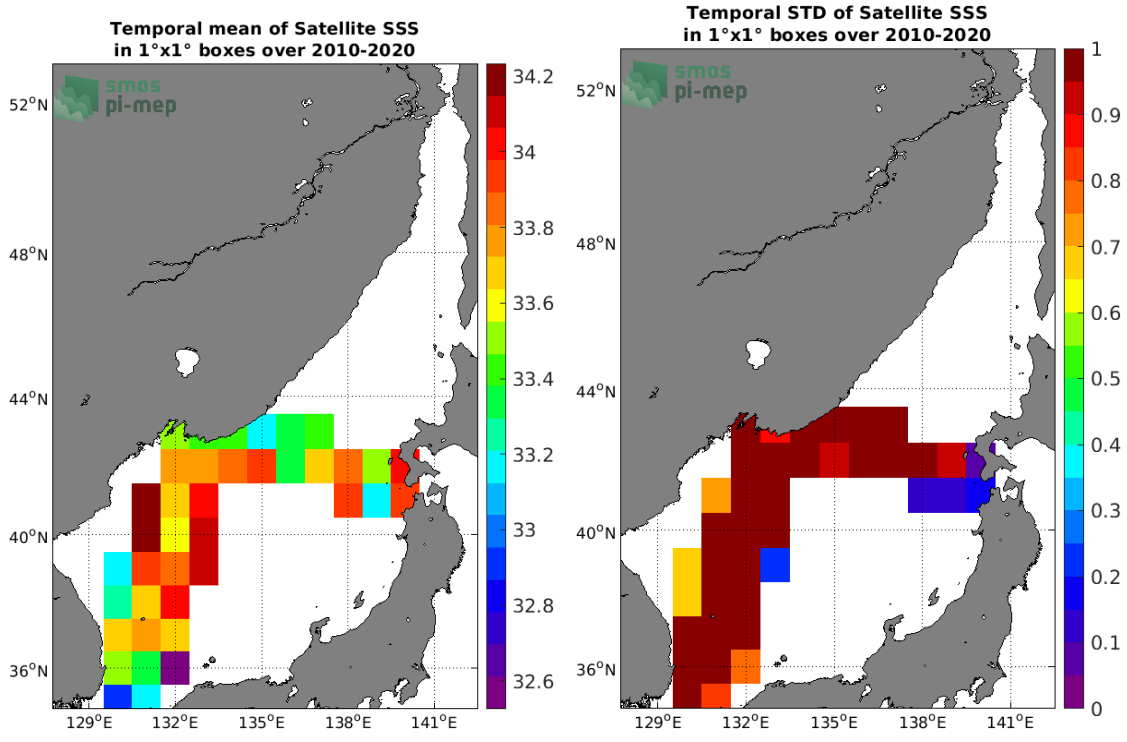 Temporal mean of Satellite SSS
in 1°x1° boxes over 2010-2020
smos
pi-mep
52°N
48°N
44°N
40°N
36°N
129°E
132°E
135°E
138°E
141°E
34.2
34
33.8
33.6
33.4
33.2
33
32.8
32.6
Temporal STD of Satellite SSS
in 1°x1° boxes over 2010-2020
smos
pi-mep
52°N
48°N
44°N
40°N
36°N
129°E
132°E
135°E
138°E
141°E
1
0.9
0.8
0.7
0.6
0.5
0.4
0.3
0.2
0.1
0